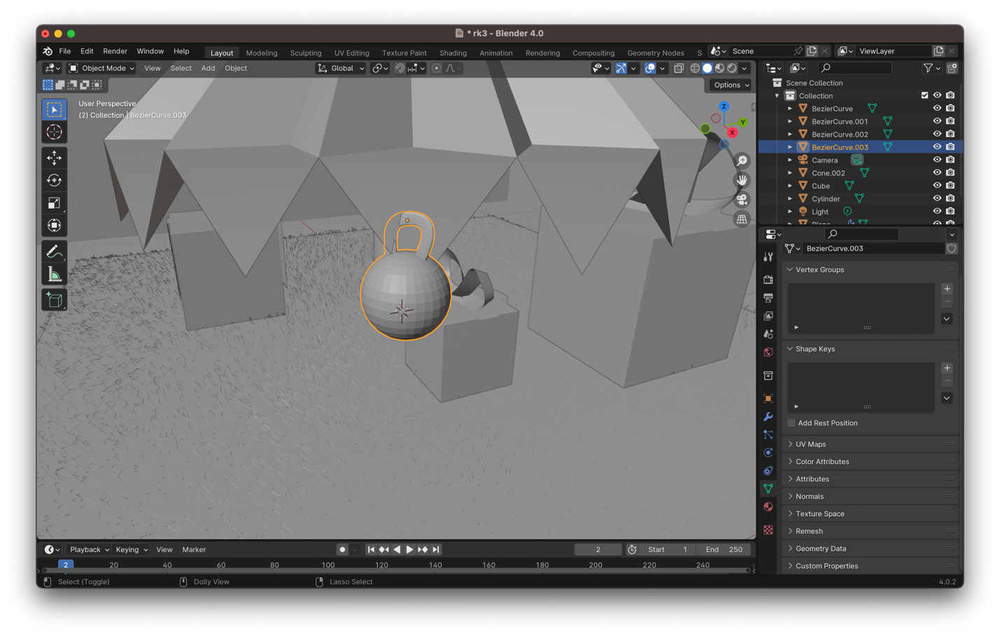 * rk3 - Blender 4.0
File Edit Render Window Help Layout Modeling Sculpting UV Editing Texture Paint Shading Animation Rendering Compositing Geometry Nodes S Scene ViewLayer
Object Mode View Select Add Object Global
Options
User Perspective
(2) Collection | BezierCurve.003
Z
Y
X
Scene Collection
Collection
BezierCurve
BezierCurve.001
BezierCurve.002
BezierCurve.003
Camera
Cone.002
Cube
Cylinder
Light
Plane
BezierCurve.003
Vertex Groups
Shape Keys
Add Rest Position
UV Maps
Color Attributes
Attributes
Normals
Texture Space
Remesh
Geometry Data
Custom Properties
Playback Keying View Marker 2 Start 1 End 250
2 20 40 60 80 100 120 140 160 180 200 220 240
Select (Toggle) Dolly View Lasso Select 4.0.2